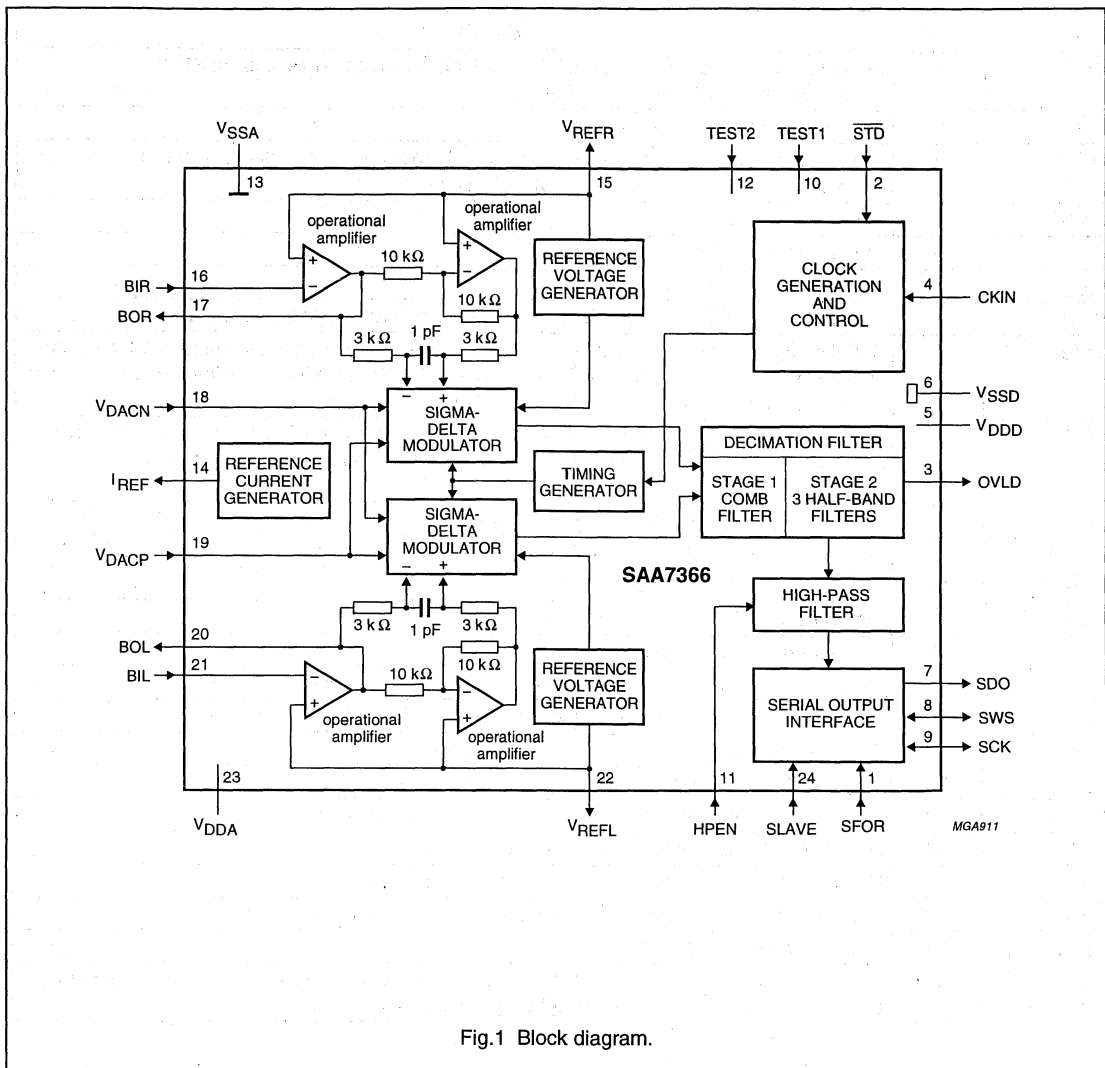 VSSA
VREFR
TEST2
TEST1
STD
13
15
12
10
2
operational
amplifier
operational
amplifier
+
−
+
−
10 kΩ
10 kΩ
REFERENCE
VOLTAGE
GENERATOR
CLOCK
GENERATION
AND
CONTROL
BIR
16
BOR
17
4
CKIN
3 kΩ
1 pF
3 kΩ
6
VSSD
5
VDDD
VDACN
18
−
+
SIGMA-
DELTA
MODULATOR
DECIMATION FILTER
STAGE 1
COMB
FILTER
STAGE 2
3 HALF-BAND
FILTERS
3
OVLD
IREF
14
REFERENCE
CURRENT
GENERATOR
TIMING
GENERATOR
SIGMA-
DELTA
MODULATOR
−
+
VDACP
19
SAA7366
HIGH-PASS
FILTER
3 kΩ
1 pF
3 kΩ
BOL
20
BIL
21
10 kΩ
10 kΩ
−
+
−
+
operational
amplifier
operational
amplifier
REFERENCE
VOLTAGE
GENERATOR
SERIAL OUTPUT
INTERFACE
7
SDO
8
SWS
9
SCK
23
22
11
24
1
VDDA
VREFL
HPEN
SLAVE
SFOR
MGA911
Fig.1 Block diagram.